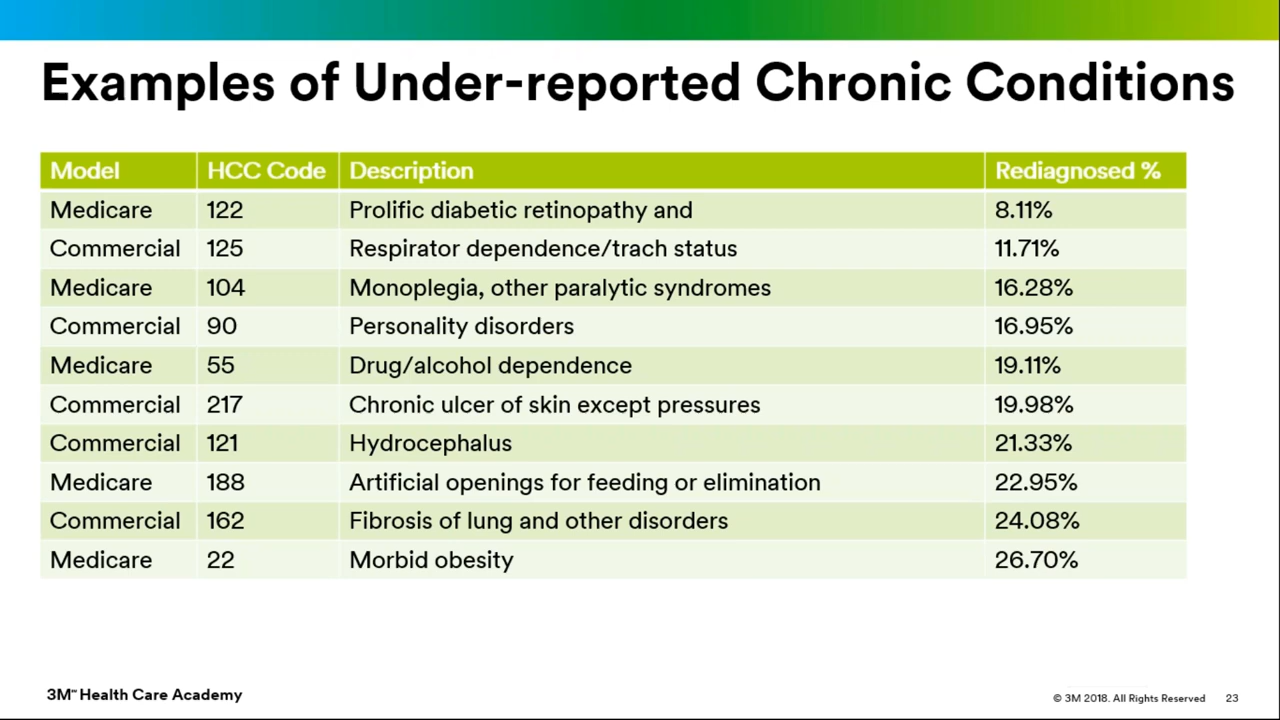 Examples of Under-reported Chronic Conditions
Model HCC Code Description Rediagnosed %
Medicare 122 Prolific diabetic retinopathy and 8.11%
Commercial 125 Respirator dependence/trach status 11.71%
Medicare 104 Monoplegia, other paralytic syndromes 16.28%
Commercial 90 Personality disorders 16.95%
Medicare 55 Drug/alcohol dependence 19.11%
Commercial 217 Chronic ulcer of skin except pressures 19.98%
Commercial 121 Hydrocephalus 21.33%
Medicare 188 Artificial openings for feeding or elimination 22.95%
Commercial 162 Fibrosis of lung and other disorders 24.08%
Medicare 22 Morbid obesity 26.70%
3M™ Health Care Academy
© 3M 2018. All Rights Reserved 23